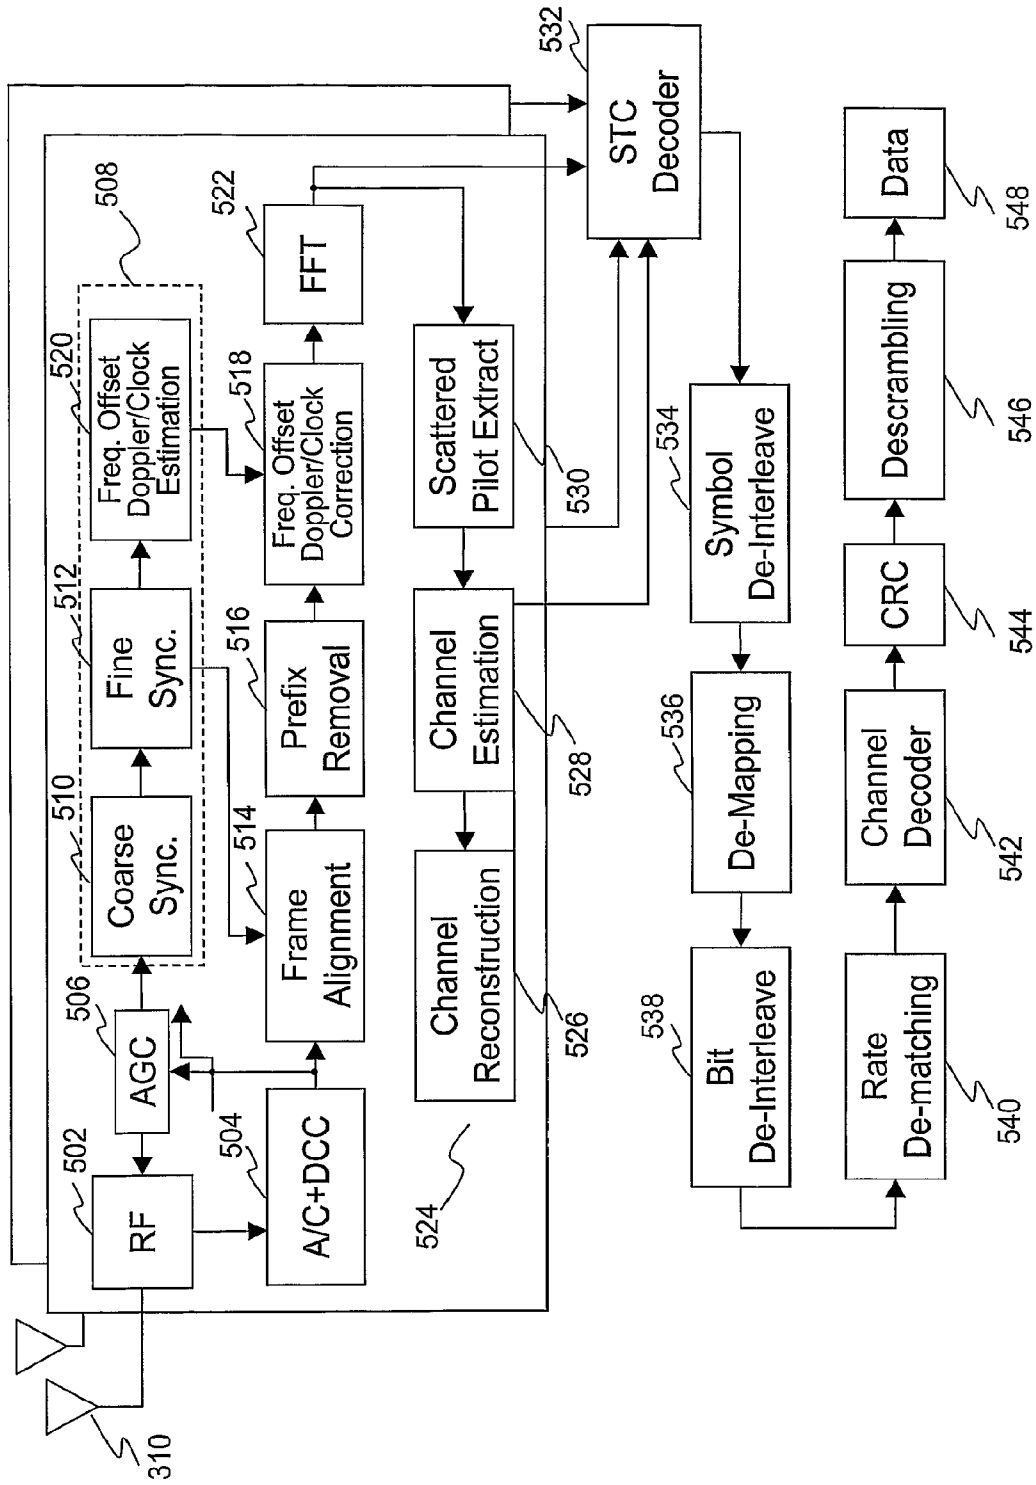 310
502
RF
504
A/C+DCC
506
AGC
508
510
Coarse
Sync.
512
Fine
Sync.
520
Freq. Offset
Doppler/Clock
Estimation
514
Frame
Alignment
516
Prefix
Removal
518
Freq. Offset
Doppler/Clock
Correction
522
FFT
524
Channel
Reconstruction
526
Channel
Estimation
528
Scattered
Pilot Extract
530
532
STC
Decoder
534
Symbol
De-Interleave
536
De-Mapping
538
Bit
De-Interleave
Rate
De-matching
540
Channel
Decoder
542
CRC
544
Descrambling
546
Data
548